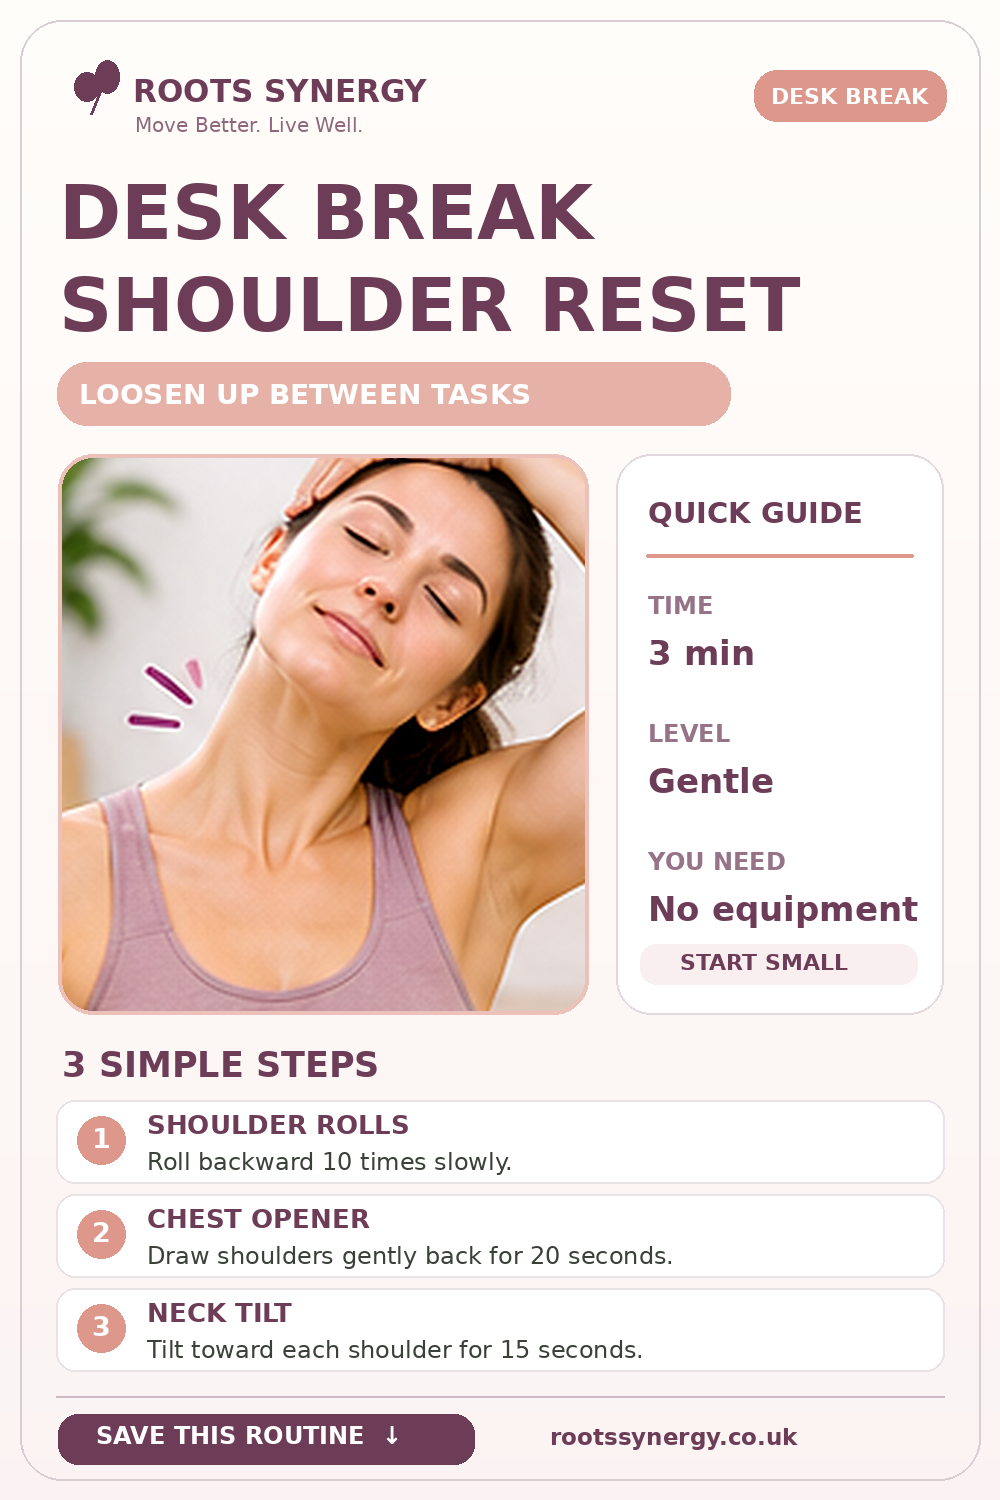 ROOTS SYNERGY
Move Better. Live Well.
DESK BREAK
DESK BREAK
SHOULDER RESET
LOOSEN UP BETWEEN TASKS
QUICK GUIDE
TIME
3 min
LEVEL
Gentle
YOU NEED
No equipment
START SMALL
3 SIMPLE STEPS
1
SHOULDER ROLLS
Roll backward 10 times slowly.
2
CHEST OPENER
Draw shoulders gently back for 20 seconds.
3
NECK TILT
Tilt toward each shoulder for 15 seconds.
SAVE THIS ROUTINE ↓
rootssynergy.co.uk